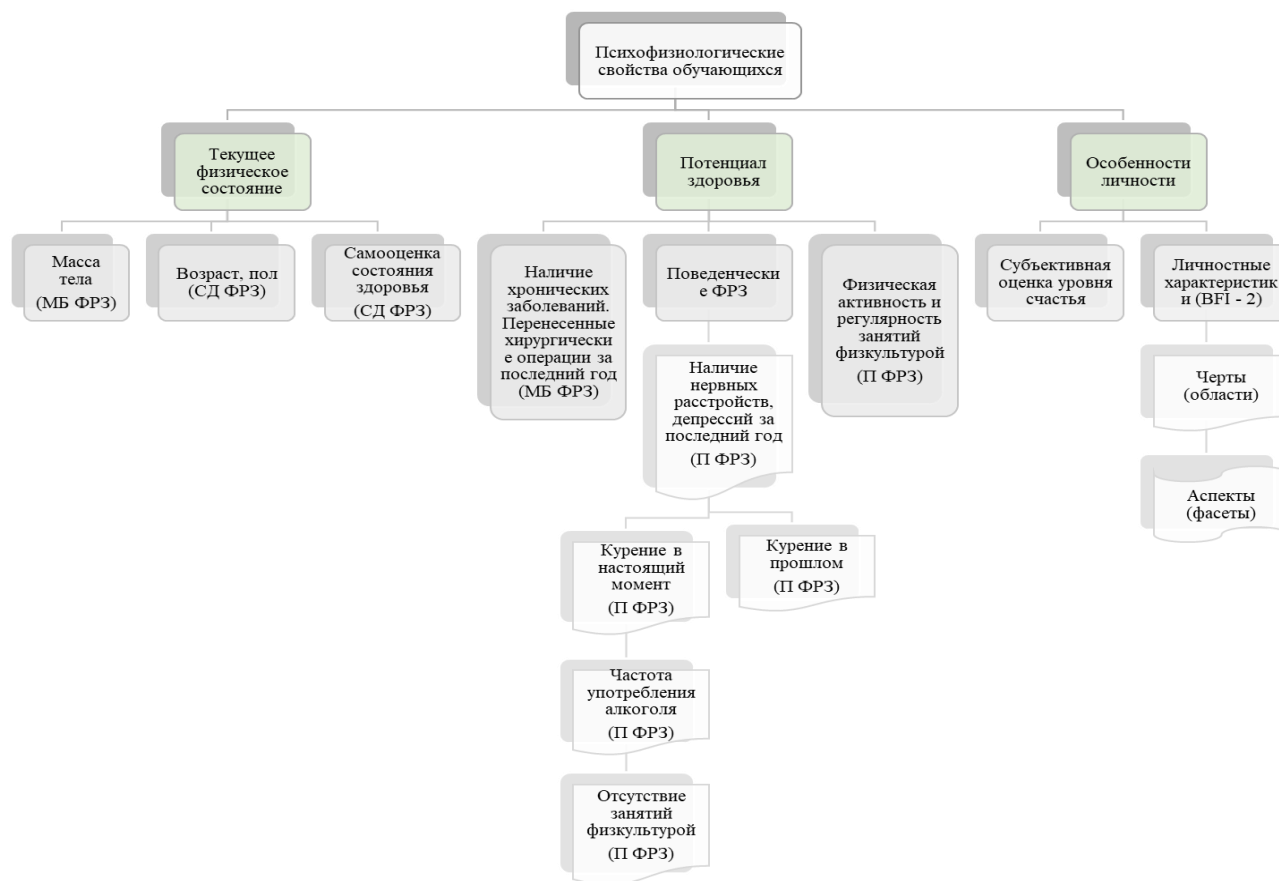 Психофизиологические
свойства обучающихся
Текущее
физическое
состояние
Потенциал
здоровья
Особенности
личности
Масса
тела
(МБ ФРЗ)
Возраст, пол
(СД ФРЗ)
Самооценка
состояния
здоровья
(СД ФРЗ)
Наличие
хронических
заболеваний.
Перенесенные
хирургически
е операции за
последний год
(МБ ФРЗ)
Поведенчески
е ФРЗ
Физическая
активность и
регулярность
занятий
физкультурой
(П ФРЗ)
Субъективная
оценка уровня
счастья
Личностные
характеристик
и (BFI - 2)
Наличие
нервных
расстройств,
депрессий за
последний год
(П ФРЗ)
Черты
(области)
Аспекты
(фасеты)
Курение в
настоящий
момент
(П ФРЗ)
Курение в
прошлом
(П ФРЗ)
Частота
употребления
алкоголя
(П ФРЗ)
Отсутствие
занятий
физкультурой
(П ФРЗ)